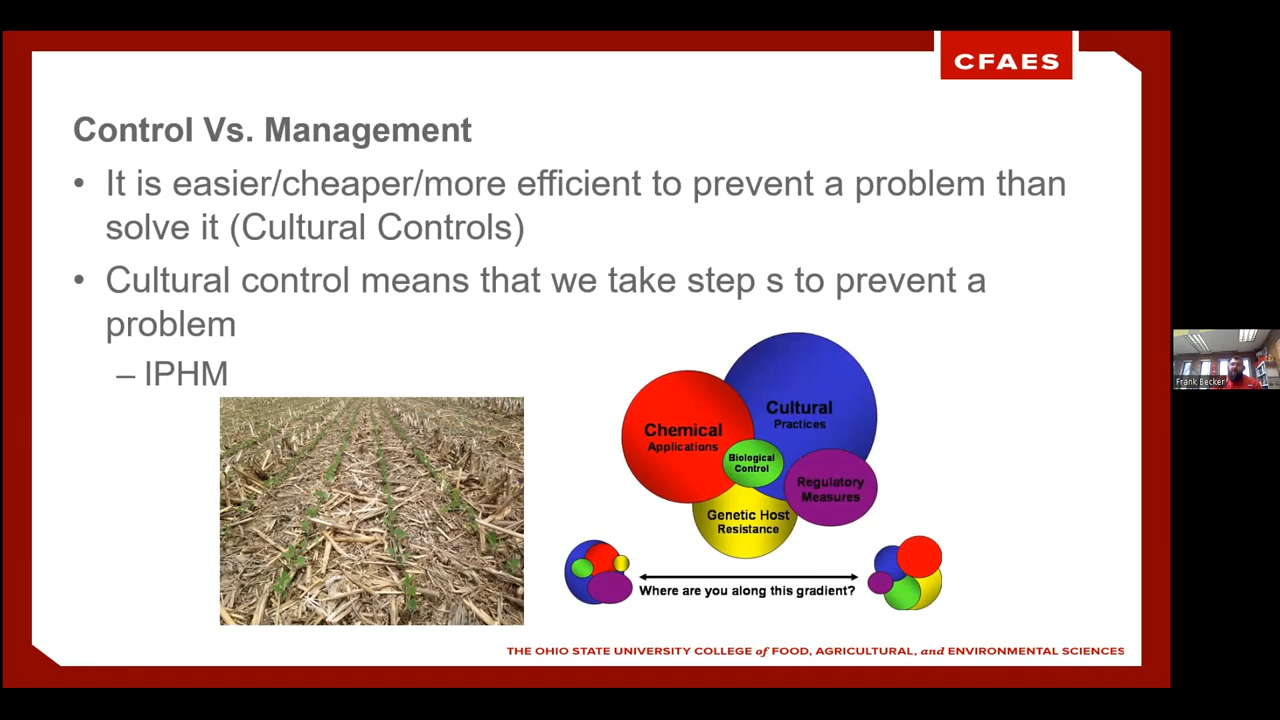 CFAES
Control Vs. Management
• It is easier/cheaper/more efficient to prevent a problem than
solve it (Cultural Controls)
• Cultural control means that we take step s to prevent a
problem
– IPHM
Cultural
Practices
Chemical
Applications
Biological
Control
Regulatory
Measures
Genetic Host
Resistance
Where are you along this gradient?
THE OHIO STATE UNIVERSITY COLLEGE of FOOD, AGRICULTURAL, and ENVIRONMENTAL SCIENCES
Frank Becker